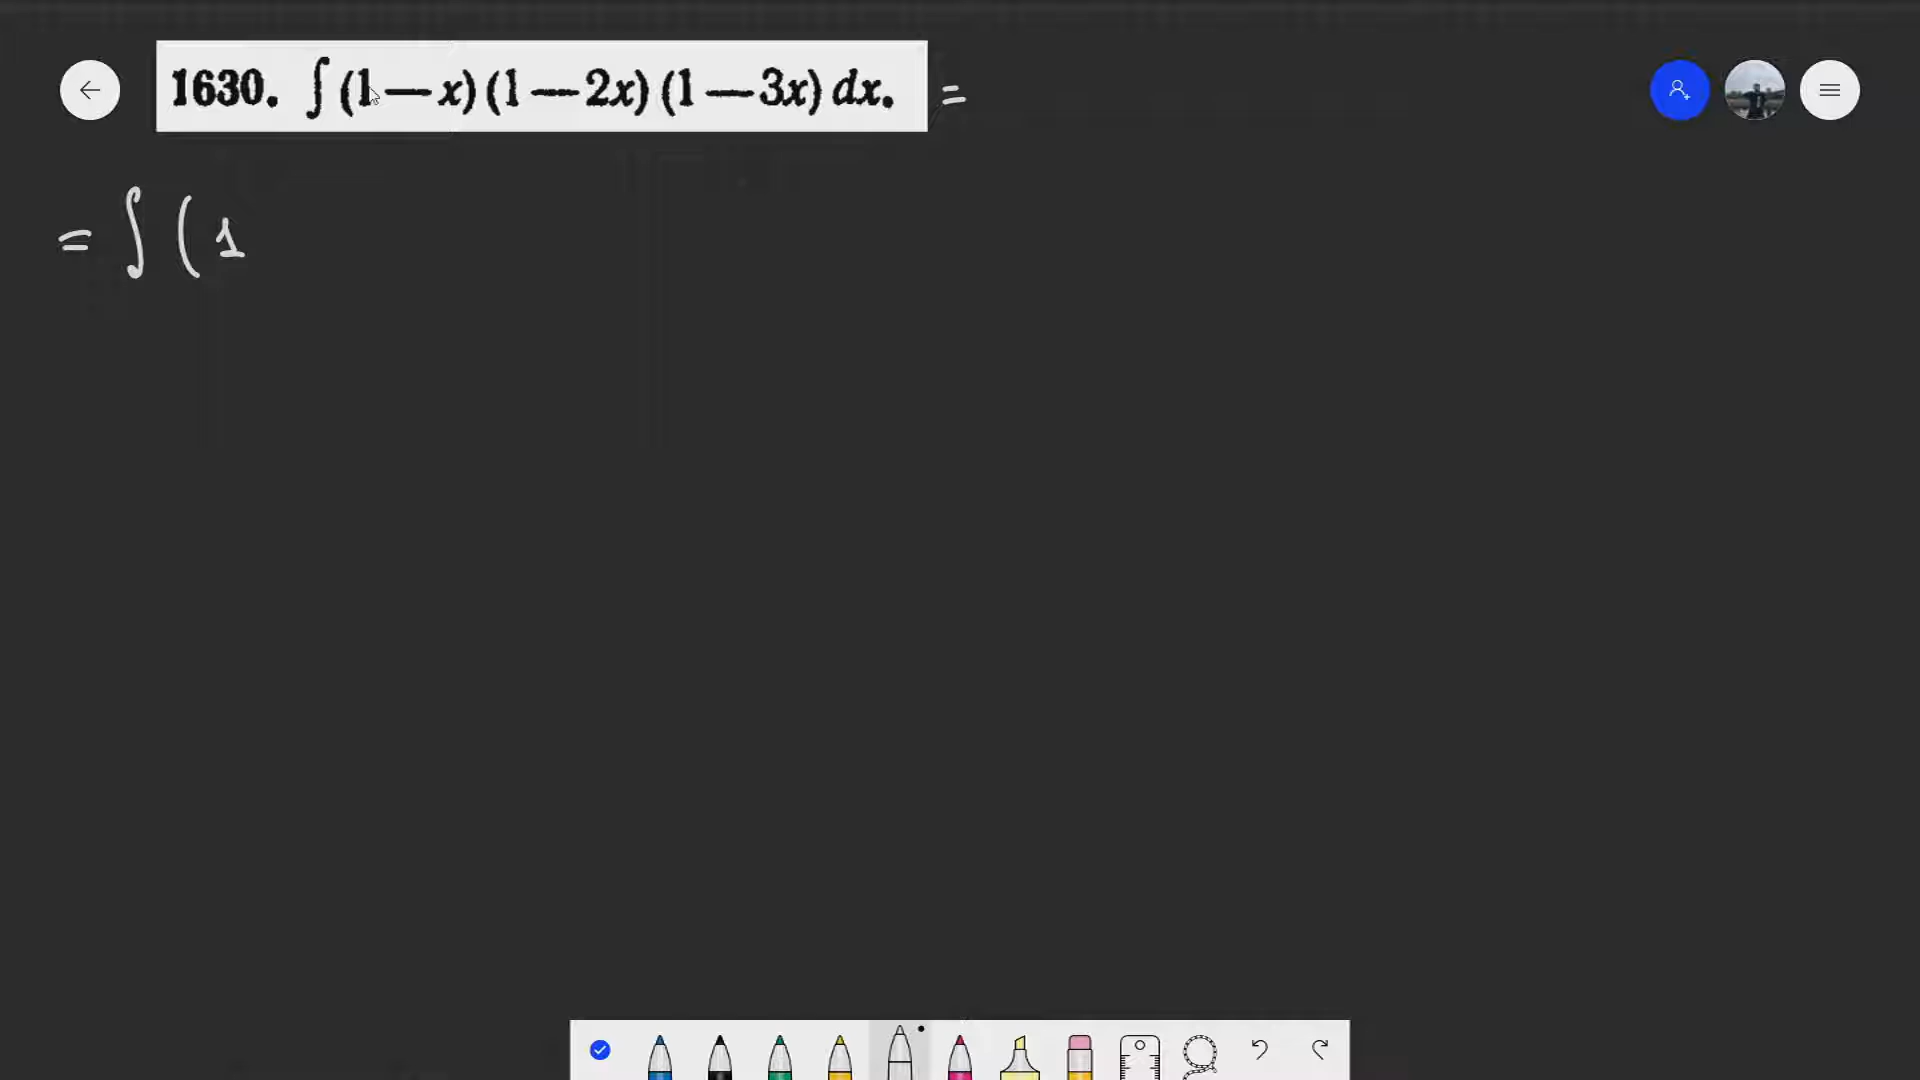 1630. ∫ (1 — x) (1 — 2x) (1 — 3x) dx. =
= ∫ ( 1